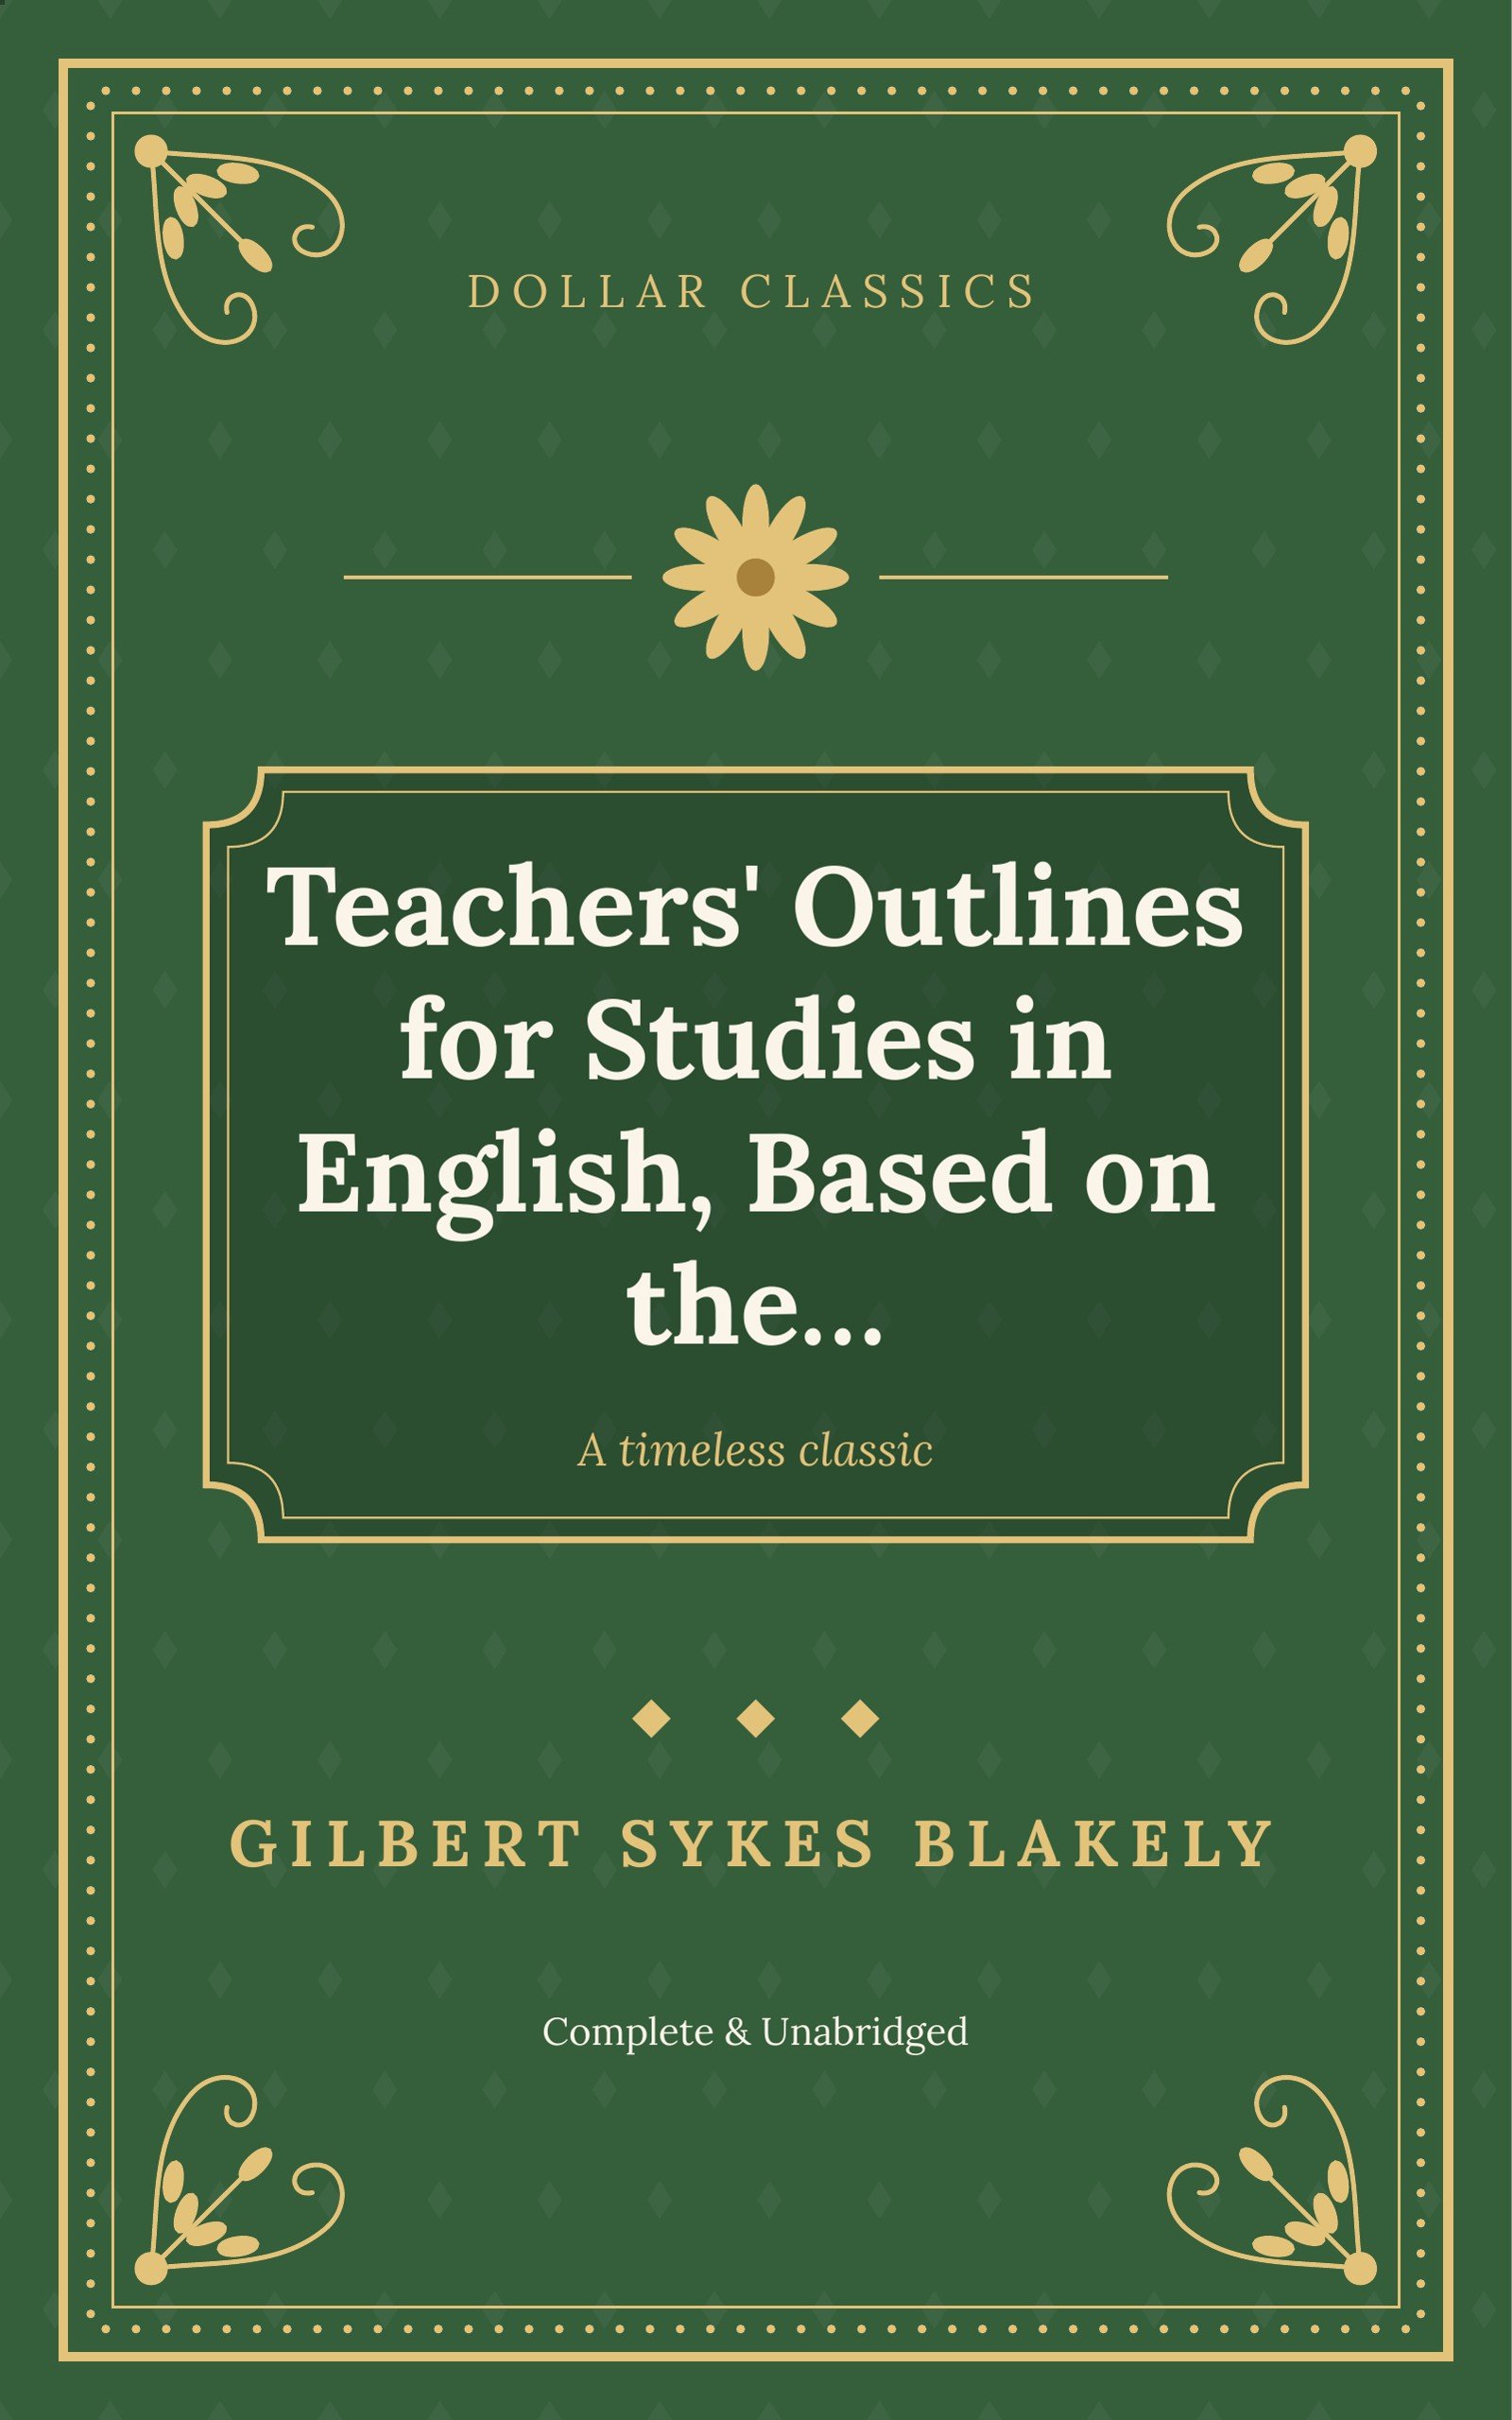 DOLLAR CLASSICS
Teachers' Outlines
for Studies in
English, Based on
the...
A timeless classic
GILBERT SYKES BLAKELY
Complete & Unabridged